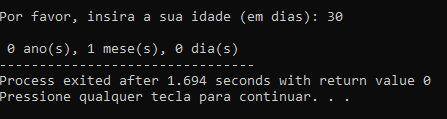 Por favor, insira a sua idade (em dias): 30
0 ano(s), 1 mese(s), 0 dia(s)
--------------------------------
Process exited after 1.694 seconds with return value 0
Pressione qualquer tecla para continuar. . .